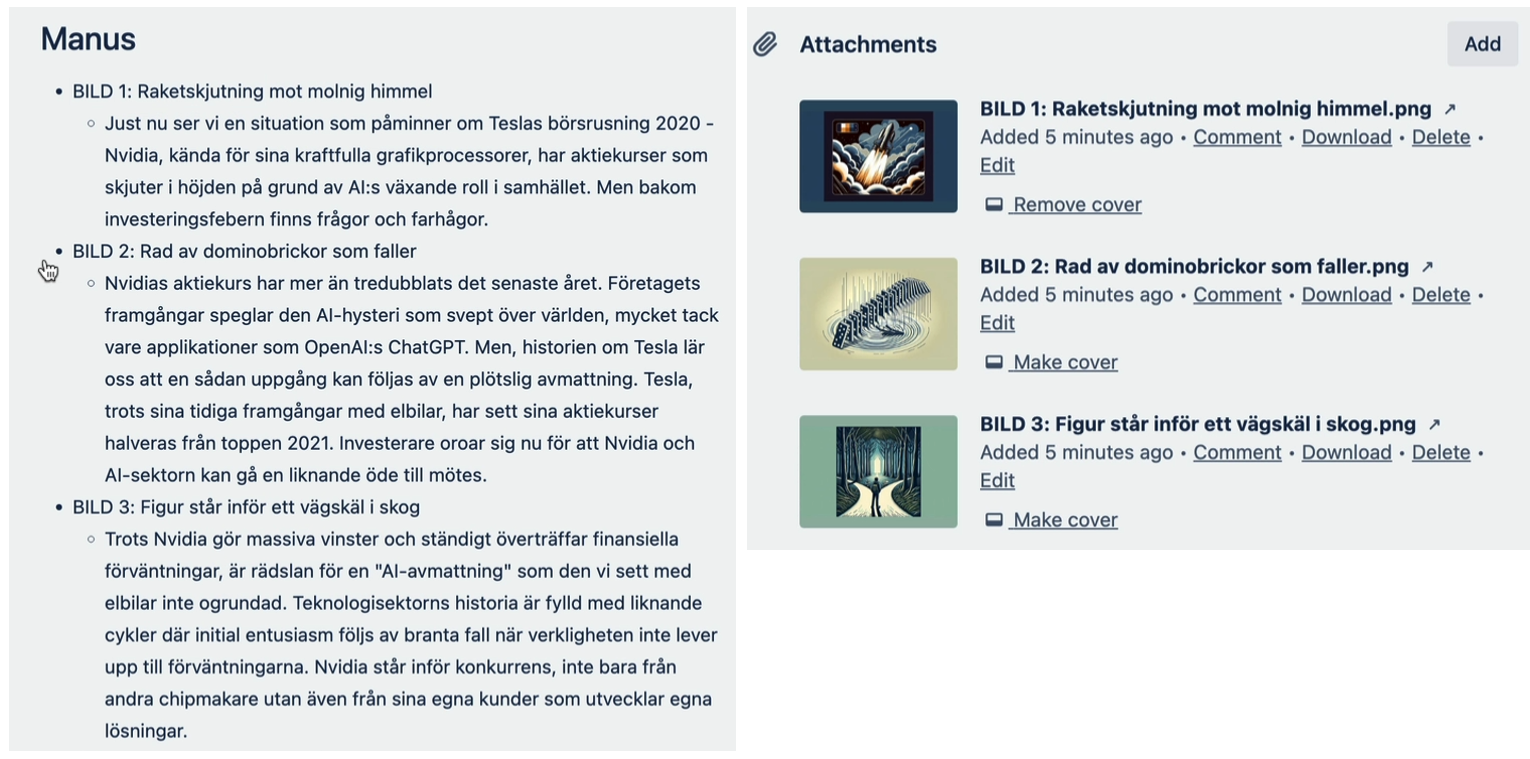 Manus
• BILD 1: Raketskjutning mot molnig himmel
◦ Just nu ser vi en situation som påminner om Teslas börsrusning 2020 -
Nvidia, kända för sina kraftfulla grafikprocessorer, har aktiekurser som
skjuter i höjden på grund av AI:s växande roll i samhället. Men bakom
investeringsfebern finns frågor och farhågor.
• BILD 2: Rad av dominobrickor som faller
◦ Nvidias aktiekurs har mer än tredubblats det senaste året. Företagets
framgångar speglar den AI-hysteri som svept över världen, mycket tack
vare applikationer som OpenAI:s ChatGPT. Men, historien om Tesla lär
oss att en sådan uppgång kan följas av en plötslig avmattning. Tesla,
trots sina tidiga framgångar med elbilar, har sett sina aktiekurser
halveras från toppen 2021. Investerare oroar sig nu för att Nvidia och
AI-sektorn kan gå en liknande öde till mötes.
• BILD 3: Figur står inför ett vägskäl i skog
◦ Trots Nvidia gör massiva vinster och ständigt överträffar finansiella
förväntningar, är rädslan för en "AI-avmattning" som den vi sett med
elbilar inte ogrundad. Teknologisektorns historia är fylld med liknande
cykler där initial entusiasm följs av branta fall när verkligheten inte lever
upp till förväntningarna. Nvidia står inför konkurrens, inte bara från
andra chipmakare utan även från sina egna kunder som utvecklar egna
lösningar.
Attachments
Add
BILD 1: Raketskjutning mot molnig himmel.png ↗
Added 5 minutes ago • Comment • Download • Delete •
Edit
Remove cover
BILD 2: Rad av dominobrickor som faller.png ↗
Added 5 minutes ago • Comment • Download • Delete •
Edit
Make cover
BILD 3: Figur står inför ett vägskäl i skog.png ↗
Added 5 minutes ago • Comment • Download • Delete •
Edit
Make cover